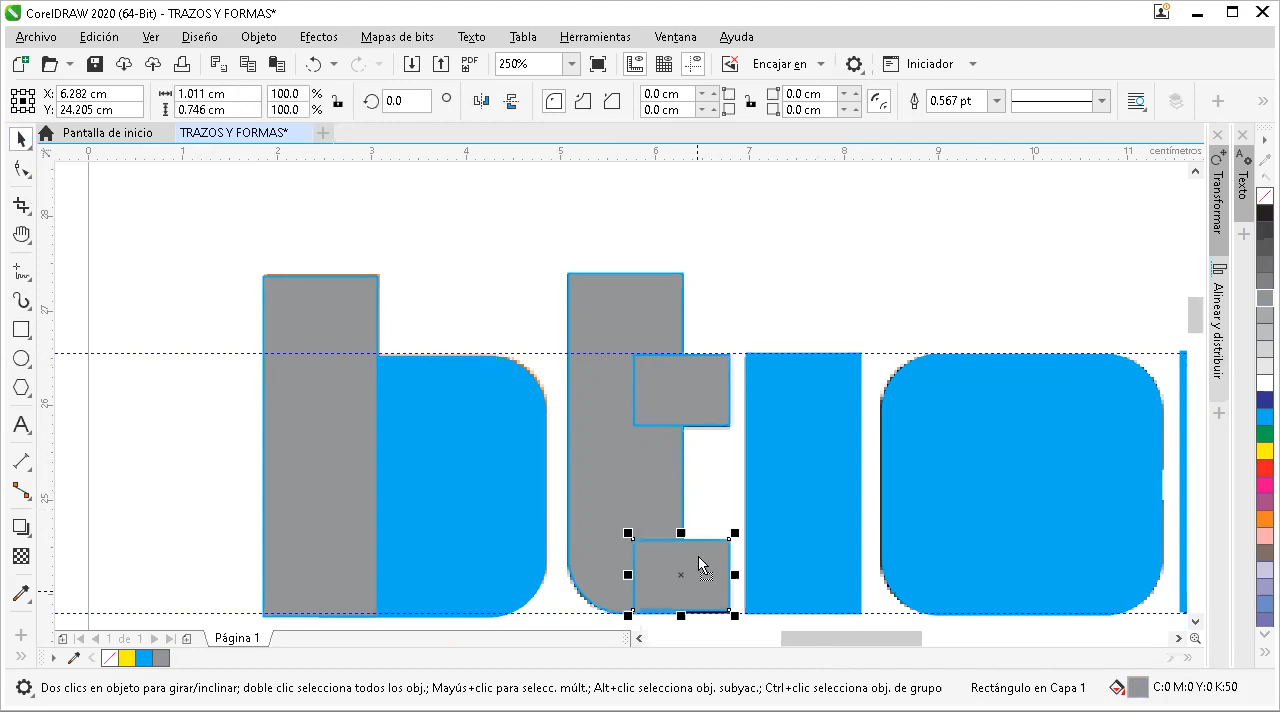 CorelDRAW 2020 (64-Bit) - TRAZOS Y FORMAS*
Archivo Edición Ver Diseño Objeto Efectos Mapas de bits Texto Tabla Herramientas Ventana Ayuda
PDF 250% Encajar en Iniciador
X: 6.282 cm 1.011 cm 100.0 % 0.0 0.0 cm 0.0 cm 0.567 pt
Y: 24.205 cm 0.746 cm 100.0 % 0.0 cm 0.0 cm
Pantalla de inicio TRAZOS Y FORMAS*
0 1 2 3 4 5 6 7 8 9 10 11 centímetros
28
27
26
25
Transformar
Alinear y distribuir
Texto
1 de 1 Página 1
Dos clics en objeto para girar/inclinar; doble clic selecciona todos los obj.; Mayús+clic para selecc. múlt.; Alt+clic selecciona obj. subyac.; Ctrl+clic selecciona obj. de grupo Rectángulo en Capa 1 C:0 M:0 Y:0 K:50